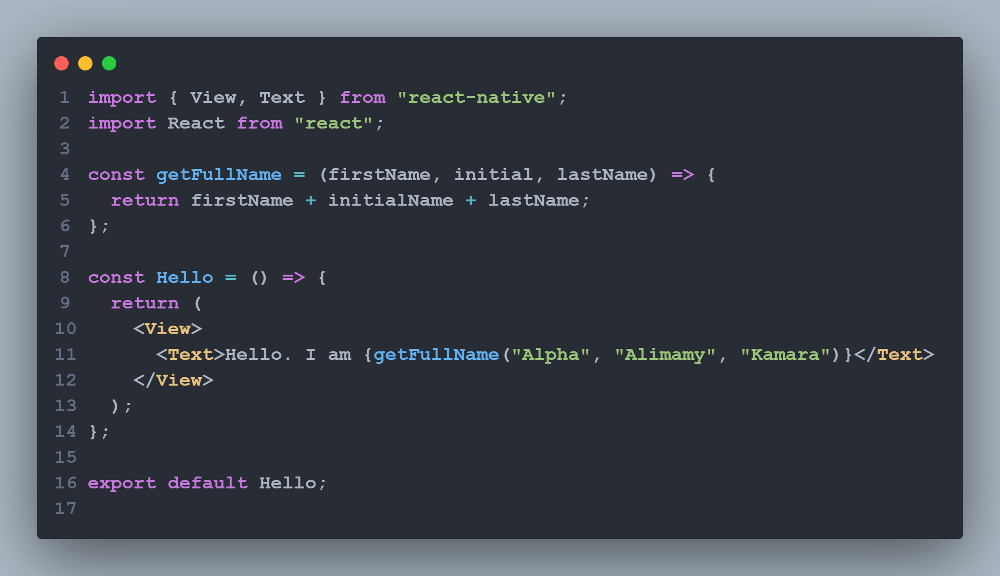 1 import { View, Text } from "react-native";
2 import React from "react";
3
4 const getFullName = (firstName, initial, lastName) => {
5   return firstName + initialName + lastName;
6 };
7
8 const Hello = () => {
9   return (
10     <View>
11       <Text>Hello. I am {getFullName("Alpha", "Alimamy", "Kamara")}</Text>
12     </View>
13   );
14 };
15
16 export default Hello;
17